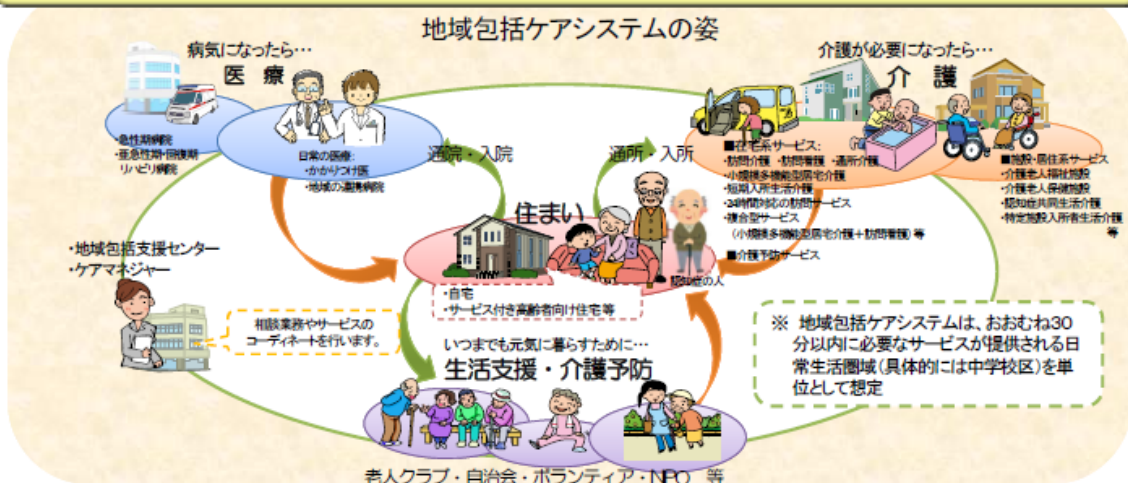 地域包括ケアシステムの姿
病気になったら…
医 療
・急性期病院
・亜急性期・回復期
リハビリ病院
日常の医療:
・かかりつけ医
・地域の連携病院
通院・入院
通所・入所
介護が必要になったら…
介 護
■在宅系サービス:
・訪問介護 ・訪問看護 ・通所介護
・小規模多機能型居宅介護
・短期入所生活介護
・24時間対応の訪問サービス
・複合型サービス
(小規模多機能型居宅介護+訪問看護)等
■介護予防サービス
■施設・居住系サービス
・介護老人福祉施設
・介護老人保健施設
・認知症共同生活介護
・特定施設入所者生活介護
等
住まい
認知症の人
・自宅
・サービス付き高齢者向け住宅 等
・地域包括支援センター
・ケアマネジャー
相談業務やサービスの
コーディネートを行います。
いつまでも元気に暮らすために…
生活支援・介護予防
老人クラブ・自治会・ボランティア・NPO 等
※ 地域包括ケアシステムは、おおむね30
分以内に必要なサービスが提供される日
常生活圏域(具体的には中学校区)を単
位として想定